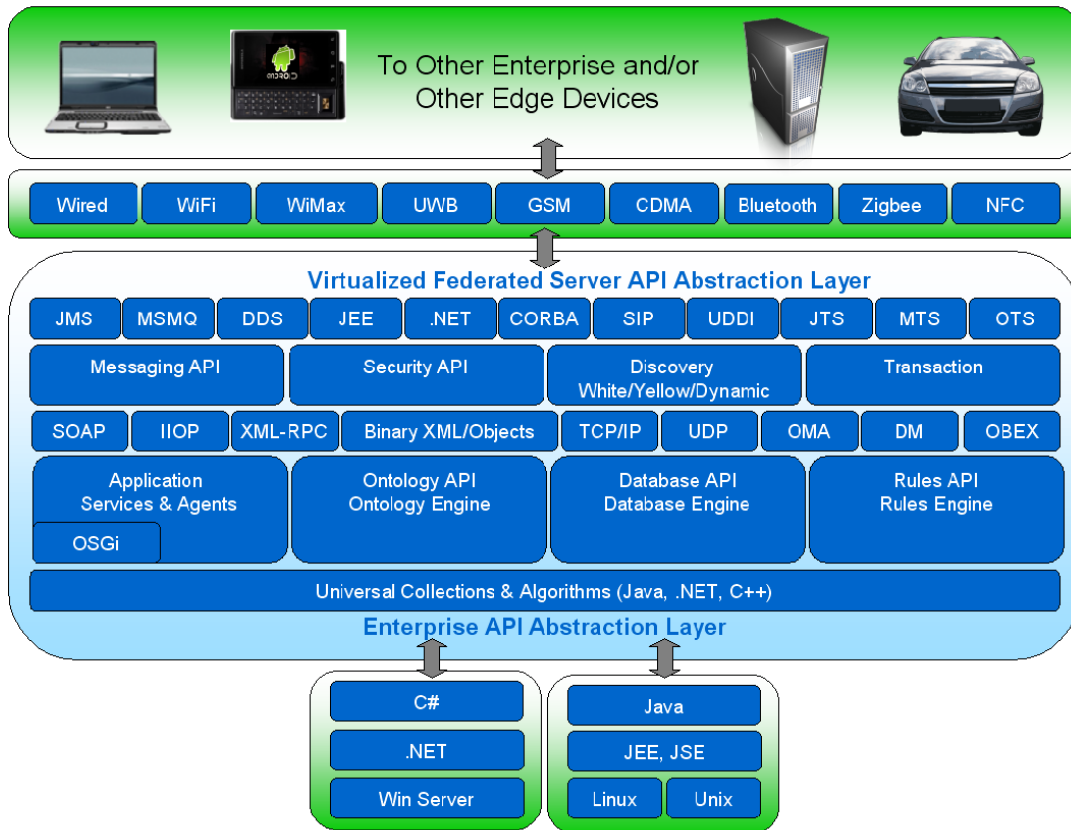 ANDROID
To Other Enterprise and/or
Other Edge Devices
Wired WiFi WiMax UWB GSM CDMA Bluetooth Zigbee NFC
Virtualized Federated Server API Abstraction Layer
JMS MSMQ DDS JEE .NET CORBA SIP UDDI JTS MTS OTS
Messaging API Security API Discovery Transaction
White/Yellow/Dynamic
SOAP IIOP XML-RPC Binary XML/Objects TCP/IP UDP OMA DM OBEX
Application Ontology API Database API Rules API
Services & Agents Ontology Engine Database Engine Rules Engine
OSGi
Universal Collections & Algorithms (Java, .NET, C++)
Enterprise API Abstraction Layer
C# Java
.NET JEE, JSE
Win Server Linux Unix